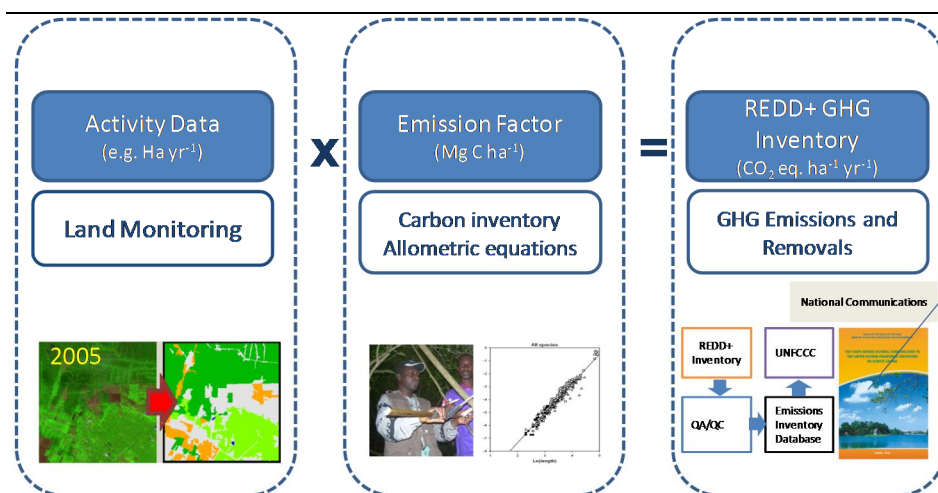 Activity Data
(e.g. Ha yr⁻¹)
Land Monitoring
2005
x
Emission Factor
(Mg C ha⁻¹)
Carbon inventory
Allometric equations
All species
Ln(length)
=
REDD+ GHG
Inventory
(CO₂ eq. ha⁻¹ yr⁻¹)
GHG Emissions and
Removals
National Communications
REDD+
Inventory
UNFCCC
QA/QC
Emissions
Inventory
Database